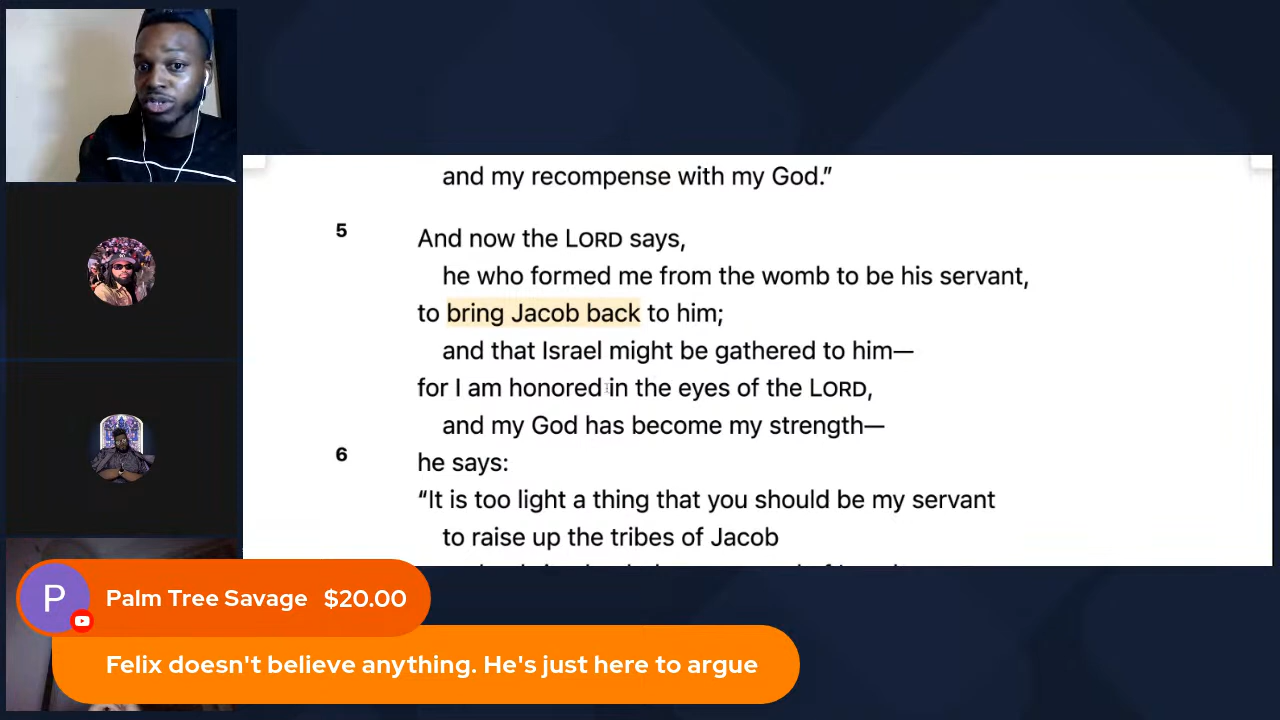 and my recompense with my God.”
5
And now the LORD says,
he who formed me from the womb to be his servant,
to bring Jacob back to him;
and that Israel might be gathered to him—
for I am honored in the eyes of the LORD,
and my God has become my strength—
6
he says:
“It is too light a thing that you should be my servant
to raise up the tribes of Jacob
P
Palm Tree Savage $20.00
Felix doesn't believe anything. He's just here to argue